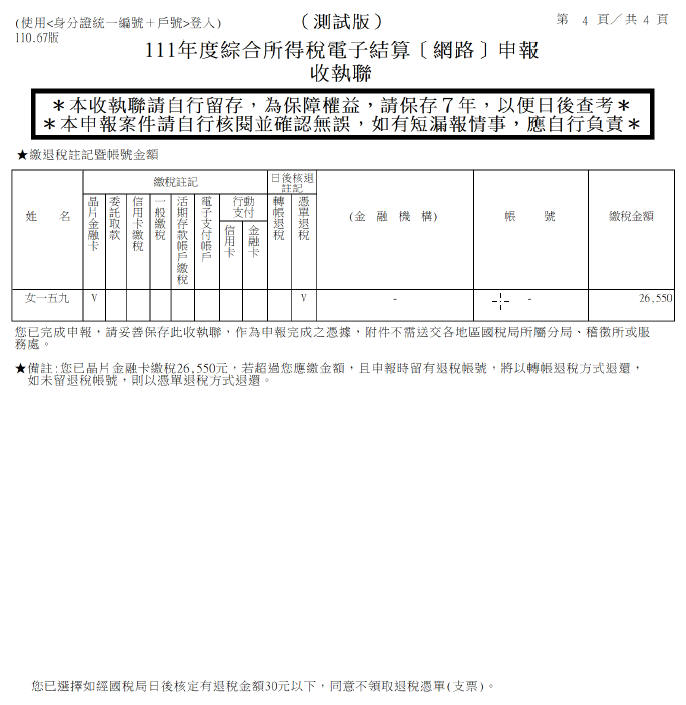 (使用<身分證統一編號＋戶號>登入)
(測試版)
第 4 頁／共 4 頁
110.67版
111年度綜合所得稅電子結算〔網路〕申報
收執聯
＊本收執聯請自行留存，為保障權益，請保存７年，以便日後查考＊
＊本申報案件請自行核閱並確認無誤，如有短漏報情事，應自行負責＊
★繳退稅註記暨帳號金額
姓 名
繳稅註記
晶片金融卡
委託取款
信用卡繳稅
一般繳稅
活期存款帳戶繳稅
電子支付帳戶
行動支付
信用卡
金融卡
日後核退註記
轉帳退稅
憑單退稅
(金 融 機 構)
帳 號
繳稅金額
女一五九 V V - - 26,550
您已完成申報，請妥善保存此收執聯，作為申報完成之憑據，附件不需送交各地區國稅局所屬分局、稽徵所或服
務處。
★備註:您已晶片金融卡繳稅26,550元，若超過您應繳金額，且申報時留有退稅帳號，將以轉帳退稅方式退還，
如未留退稅帳號，則以憑單退稅方式退還。
您已選擇如經國稅局日後核定有退稅金額30元以下，同意不領取退稅憑單(支票)。